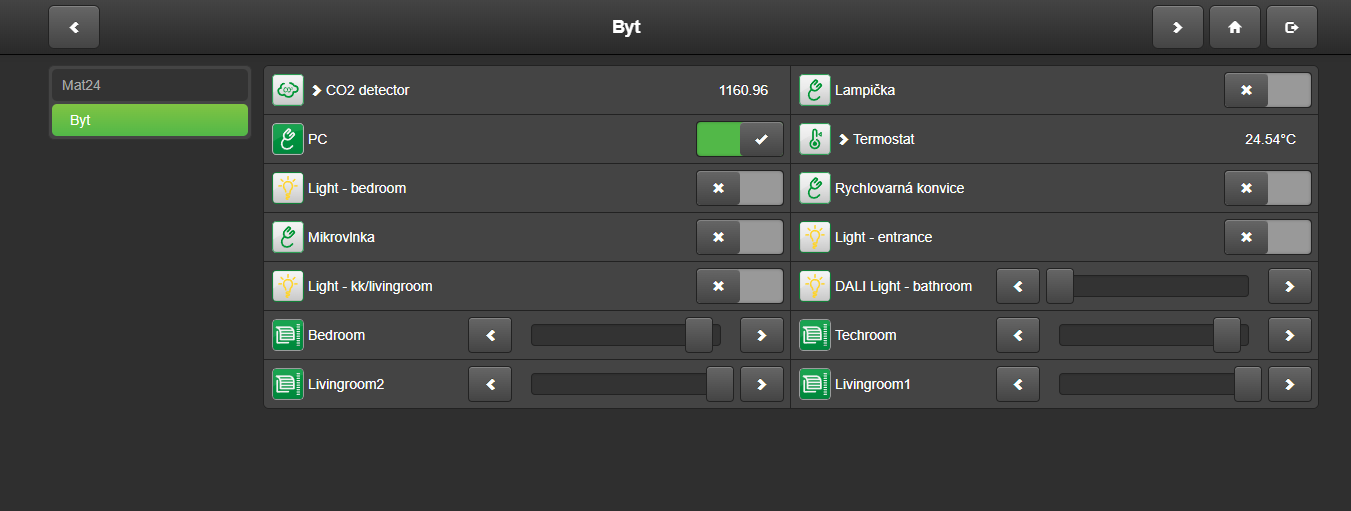 Byt
Mat24
Byt
CO2 detector 1160.96
Lampička
PC
Termostat 24.54°C
Light - bedroom
Rychlovarná konvice
Mikrovlnka
Light - entrance
Light - kk/livingroom
DALI Light - bathroom
Bedroom
Techroom
Livingroom2
Livingroom1